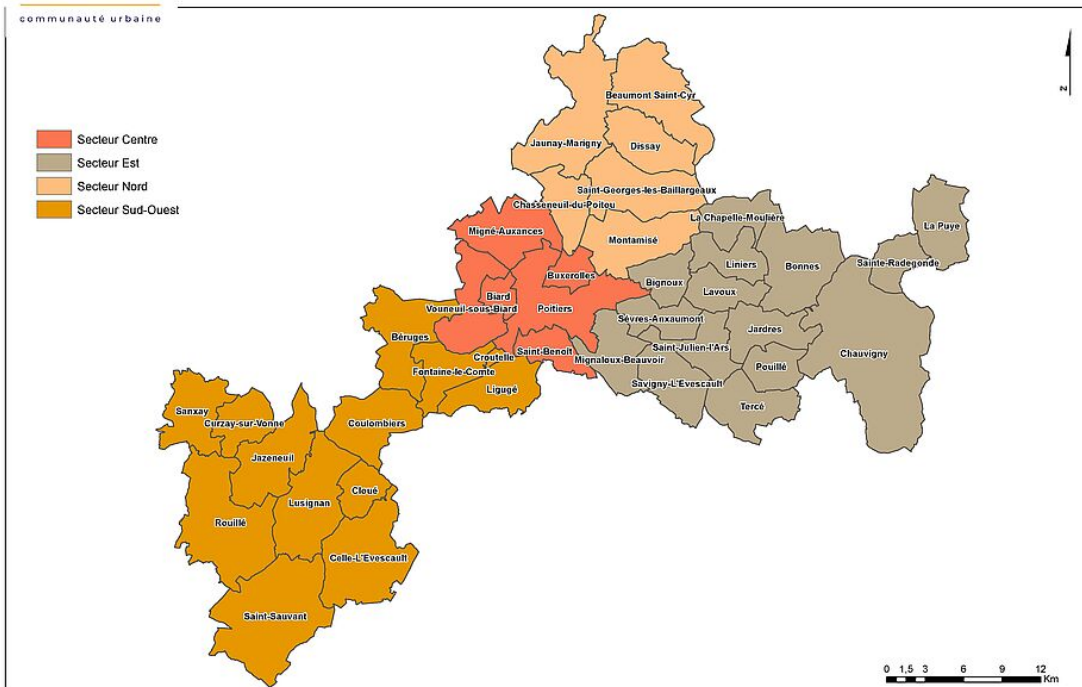 communauté urbaine
N
Secteur Centre
Secteur Est
Secteur Nord
Secteur Sud-Ouest
Beaumont Saint-Cyr
Jaunay-Marigny
Dissay
Saint-Georges-les-Baillargeaux
Chasseneuil-du-Poitou
La Chapelle-Moulière
La Puye
Migné-Auxances
Montamisé
Liniers
Bonnes
Sainte-Radegonde
Buxerolles
Bignoux
Lavoux
Biard
Vouneuil-sous-Biard
Poitiers
Sèvres-Anxaumont
Jardres
Béruges
Saint-Benoît
Saint-Julien-l'Ars
Chauvigny
Croutelle
Mignaloux-Beauvoir
Fontaine-le-Comte
Pouillé
Ligugé
Savigny-L'Evescault
Tercé
Sanxay
Curzay-sur-Vonne
Coulombiers
Jazeneuil
Cloué
Lusignan
Rouillé
Celle-L'Evescault
Saint-Sauvant
0 1,5 3 6 9 12
Km